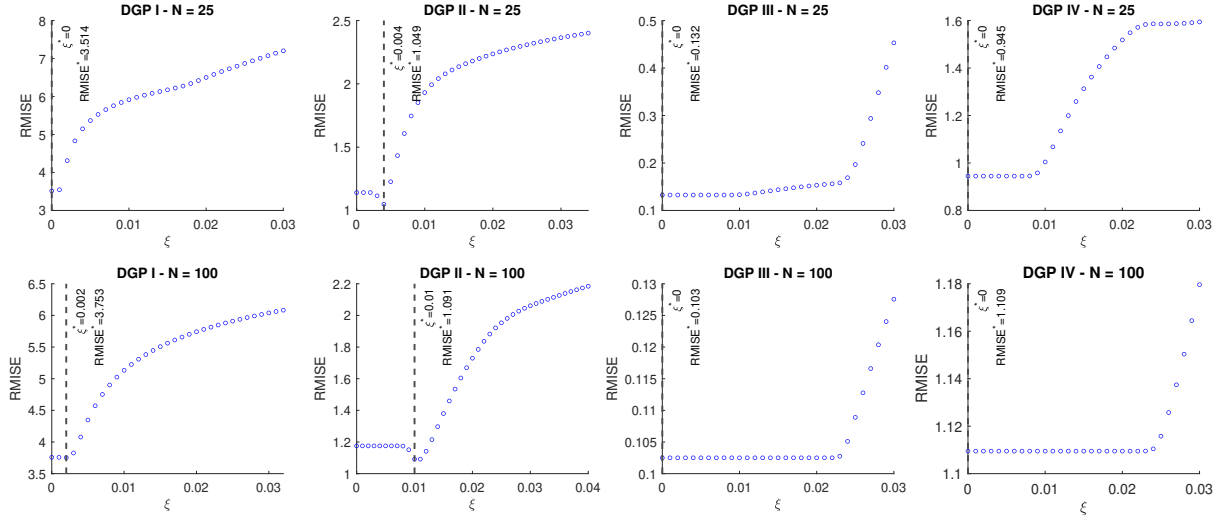 DGP I - N = 25
RMISE
8
7
6
5
4
3
ξ*=0
RMISE*=3.514
0
0.01
0.02
0.03
ξ
DGP II - N = 25
RMISE
2.5
2
1.5
1
ξ*=0.004
RMISE*=1.049
0
0.01
0.02
0.03
ξ
DGP III - N = 25
RMISE
0.5
0.4
0.3
0.2
0.1
ξ*=0
RMISE*=0.132
0
0.01
0.02
0.03
ξ
DGP IV - N = 25
RMISE
1.6
1.4
1.2
1
0.8
ξ*=0
RMISE*=0.945
0
0.01
0.02
0.03
ξ
DGP I - N = 100
RMISE
6.5
6
5.5
5
4.5
4
3.5
ξ*=0.002
RMISE*=3.753
0
0.01
0.02
0.03
ξ
DGP II - N = 100
RMISE
2.2
2
1.8
1.6
1.4
1.2
1
ξ*=0.01
RMISE*=1.091
0
0.01
0.02
0.03
0.04
ξ
DGP III - N = 100
RMISE
0.13
0.125
0.12
0.115
0.11
0.105
0.1
ξ*=0
RMISE*=0.103
0
0.01
0.02
0.03
ξ
DGP IV - N = 100
RMISE
1.18
1.16
1.14
1.12
1.1
ξ*=0
RMISE*=1.109
0
0.01
0.02
0.03
ξ